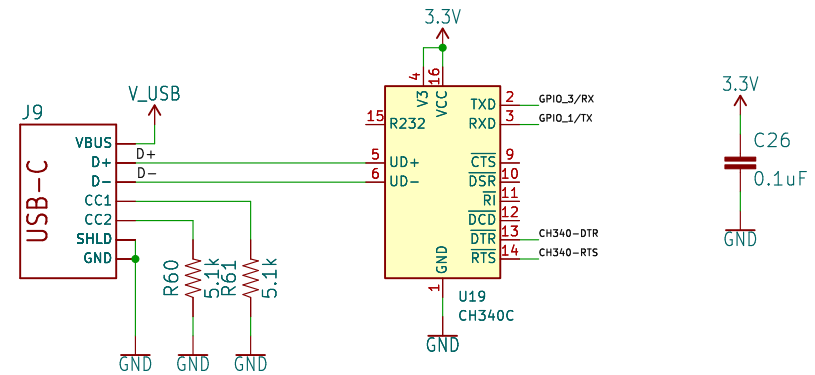 3.3V
4
16
V3
VCC
15
R232
TXD
2
GPIO_3/RX
RXD
3
GPIO_1/TX
5
UD+
6
UD-
CTS
9
DSR
10
RI
11
DCD
12
DTR
13
CH340-DTR
RTS
14
CH340-RTS
GND
1
U19
CH340C
GND
V_USB
J9
USB-C
VBUS
D+
D-
CC1
CC2
SHLD
GND
D+
D-
R60
5.1k
R61
5.1k
GND
GND
GND
3.3V
C26
0.1uF
GND